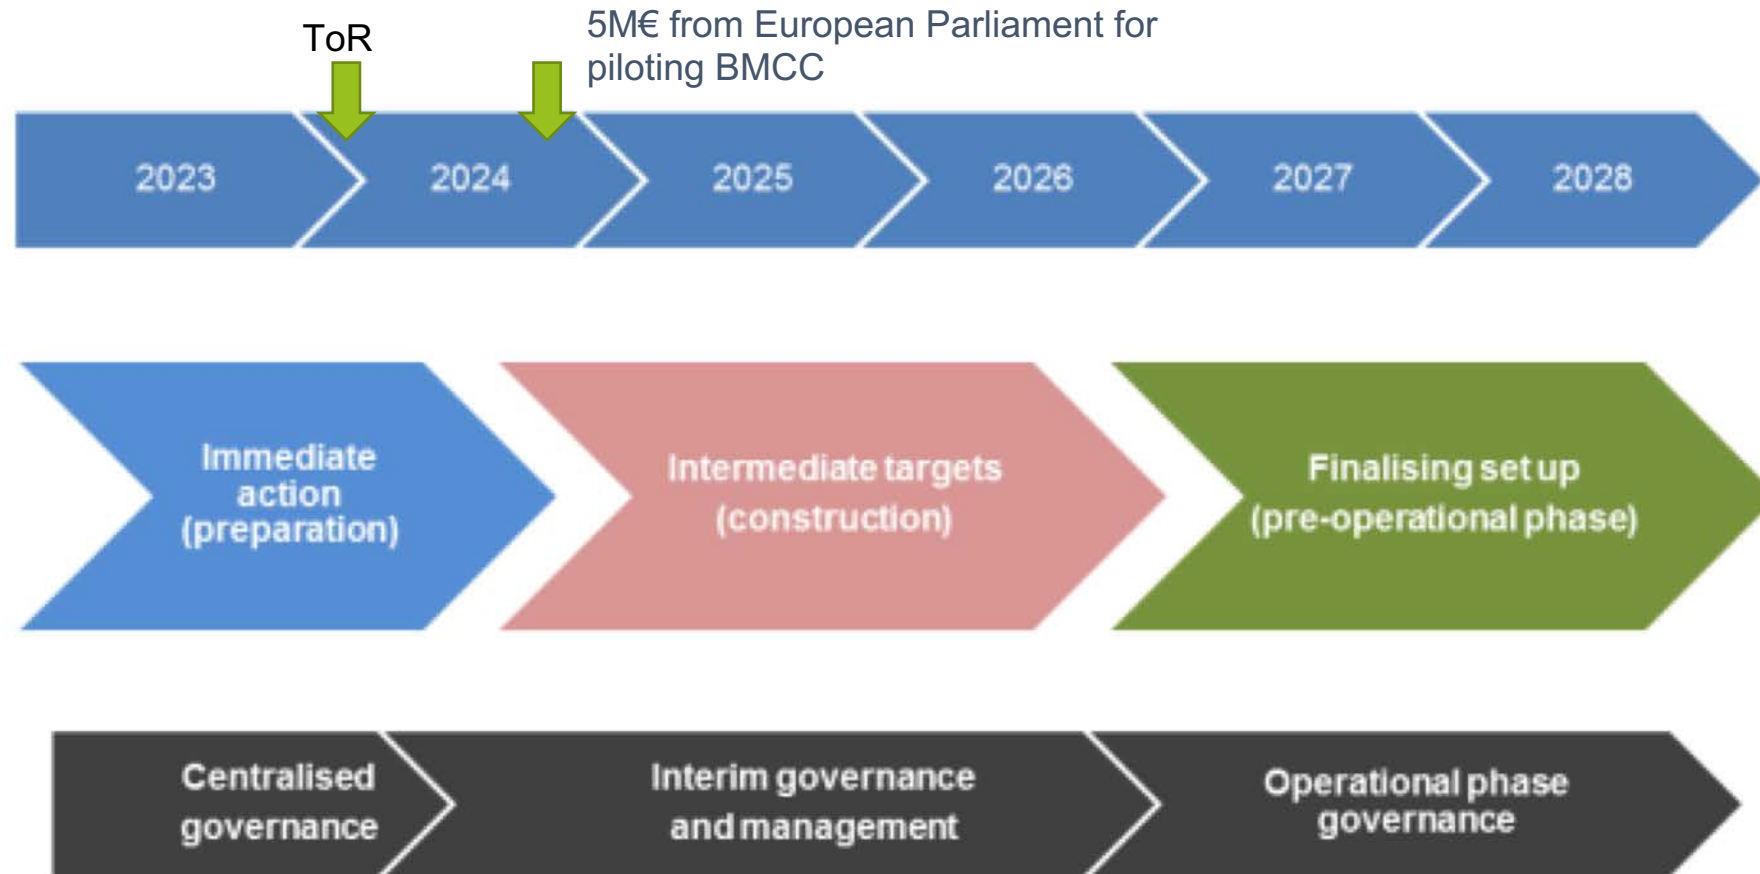 ToR
5M€ from European Parliament for
piloting BMCC
2023
2024
2025
2026
2027
2028
Immediate
action
(preparation)
Intermediate targets
(construction)
Finalising set up
(pre-operational phase)
Centralised
governance
Interim governance
and management
Operational phase
governance